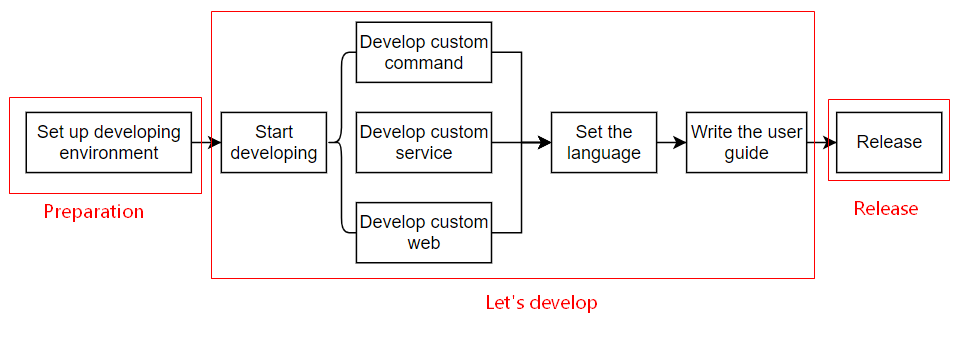 Set up developing
environment
Preparation
Start
developing
Develop custom
command
Develop custom
service
Develop custom
web
Set the
language
Write the user
guide
Let's develop
Release
Release